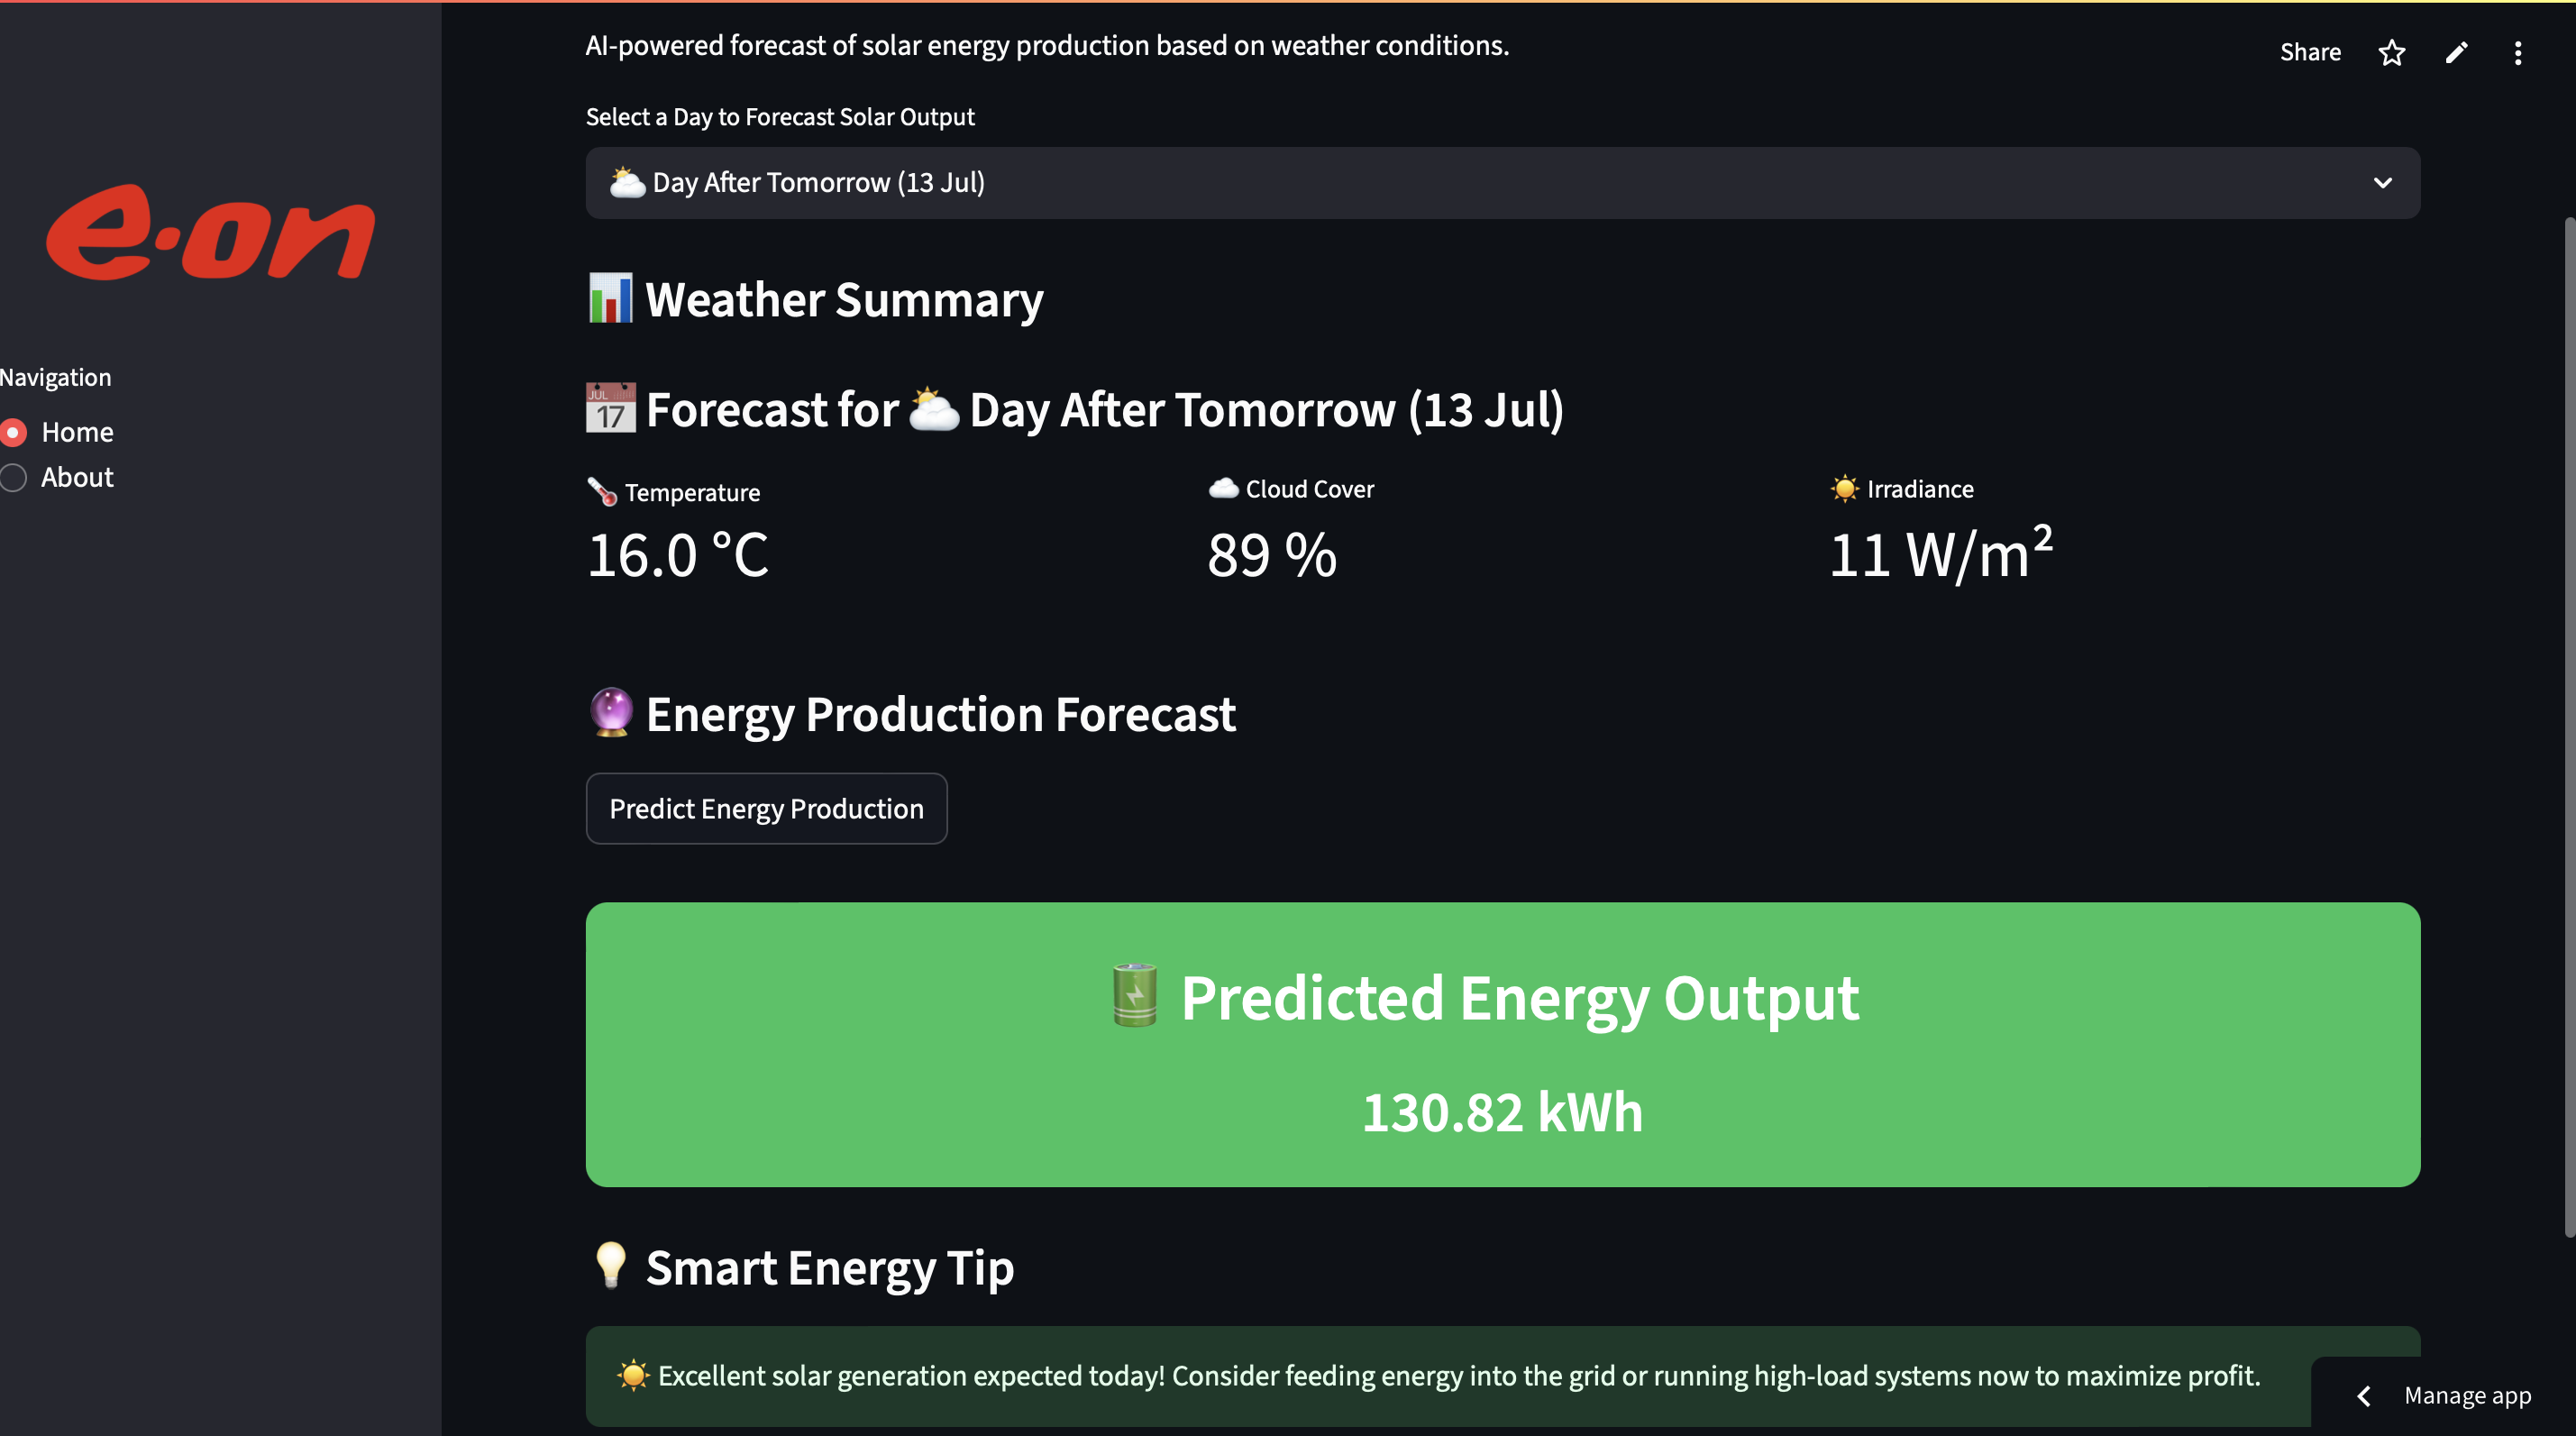 AI-powered forecast of solar energy production based on weather conditions.
Share
Select a Day to Forecast Solar Output
Day After Tomorrow (13 Jul)
e·on
Navigation
Home
About
Weather Summary
JUL
17
Forecast for Day After Tomorrow (13 Jul)
Temperature
16.0 °C
Cloud Cover
89 %
Irradiance
11 W/m²
Energy Production Forecast
Predict Energy Production
Predicted Energy Output
130.82 kWh
Smart Energy Tip
Excellent solar generation expected today! Consider feeding energy into the grid or running high-load systems now to maximize profit.
Manage app